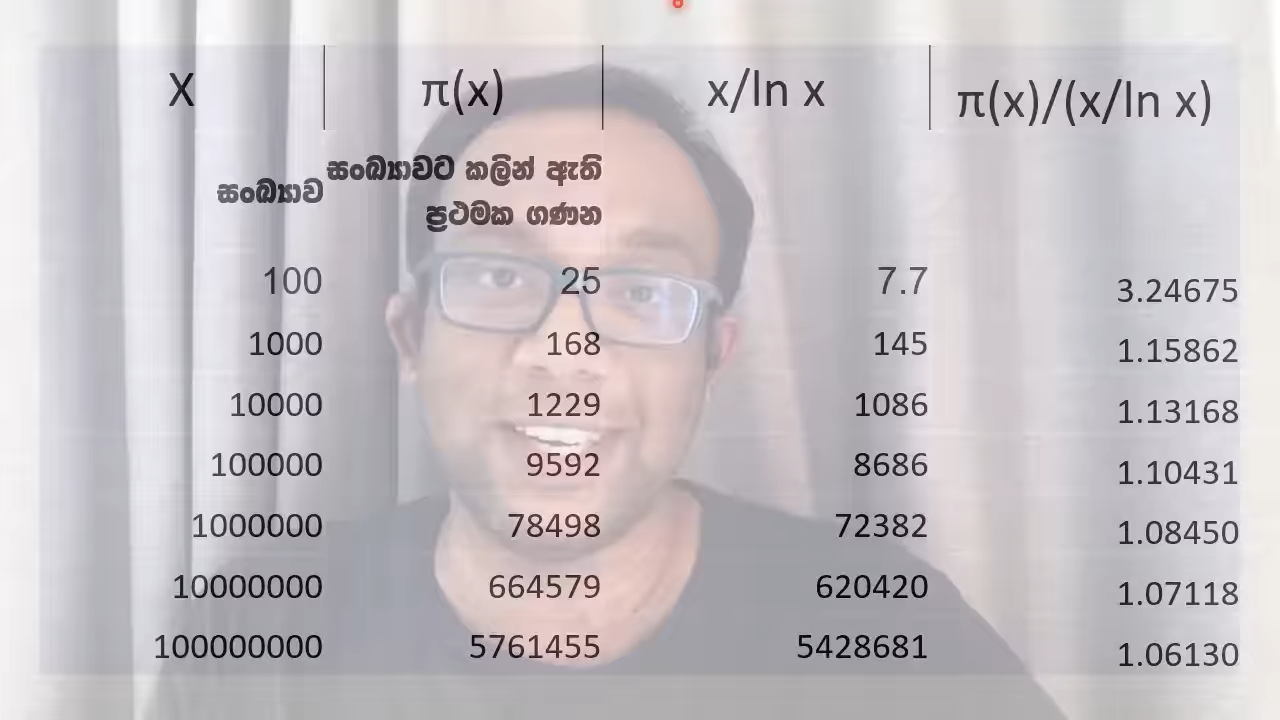 X π(x) x/ln x π(x)/(x/ln x)
සංඛ්‍යාව සංඛ්‍යාවට කලින් ඇති
ප්‍රථමක ගණන
100 25 7.7 3.24675
1000 168 145 1.15862
10000 1229 1086 1.13168
100000 9592 8686 1.10431
1000000 78498 72382 1.08450
10000000 664579 620420 1.07118
100000000 5761455 5428681 1.06130